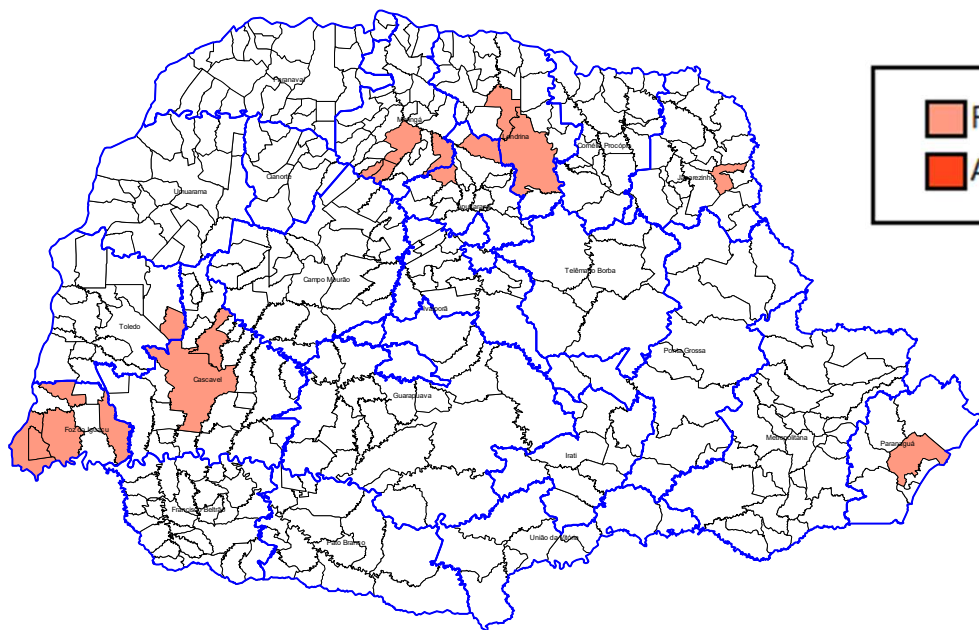 Paranavaí
Maringá
Londrina
Cornélio Procópio
Jacarezinho
Umuarama
Cianorte
Apucarana
Campo Mourão
Telêmaco Borba
Ivaiporã
Toledo
Ponta Grossa
Cascavel
Guarapuava
Foz do Iguaçu
Metropolitana
Paranaguá
Irati
Francisco Beltrão
Pato Branco
União da Vitória